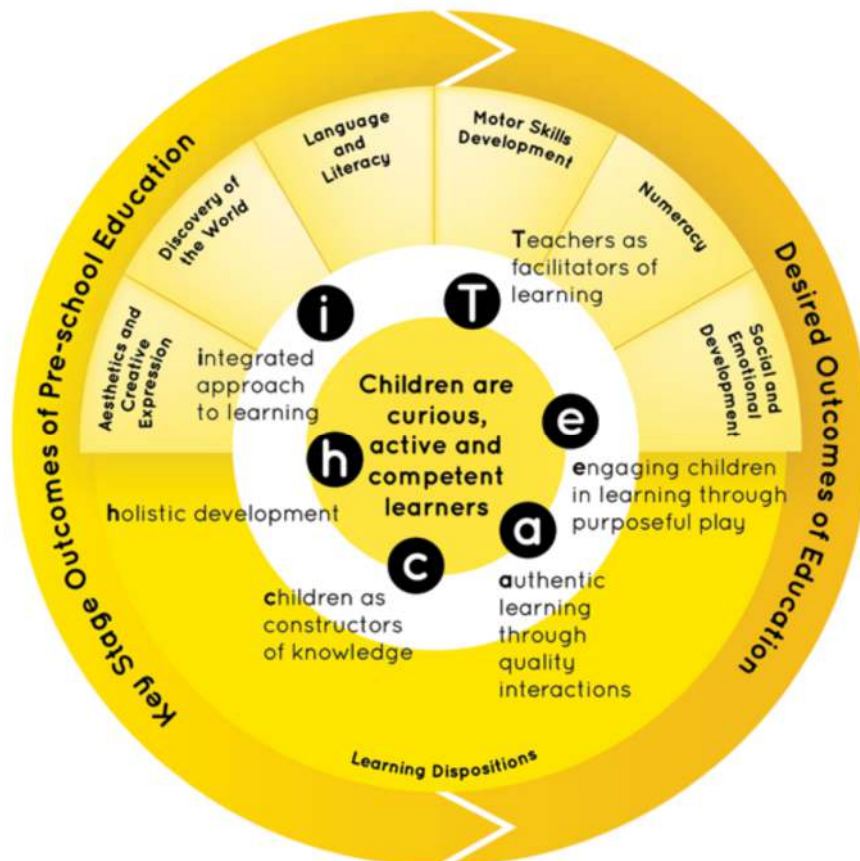 Key Stage Outcomes of Pre-school Education
Desired Outcomes of Education
Aesthetics and
Creative
Expression
Discovery of
the World
Language
and
Literacy
Motor Skills
Development
Numeracy
Social and
Emotional
Development
Children are
curious,
active and
competent
learners
i
integrated
approach
to learning
T
Teachers as
facilitators of
learning
e
engaging children
in learning through
purposeful play
a
authentic
learning
through
quality
interactions
c
children as
constructors
of knowledge
h
holistic development
Learning Dispositions